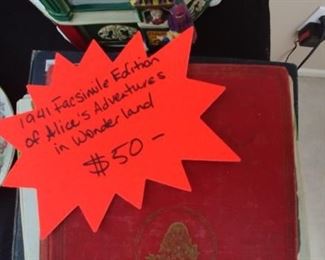 1941 Facsimile Edition
of Alice's Adventures
in Wonderland
$50-